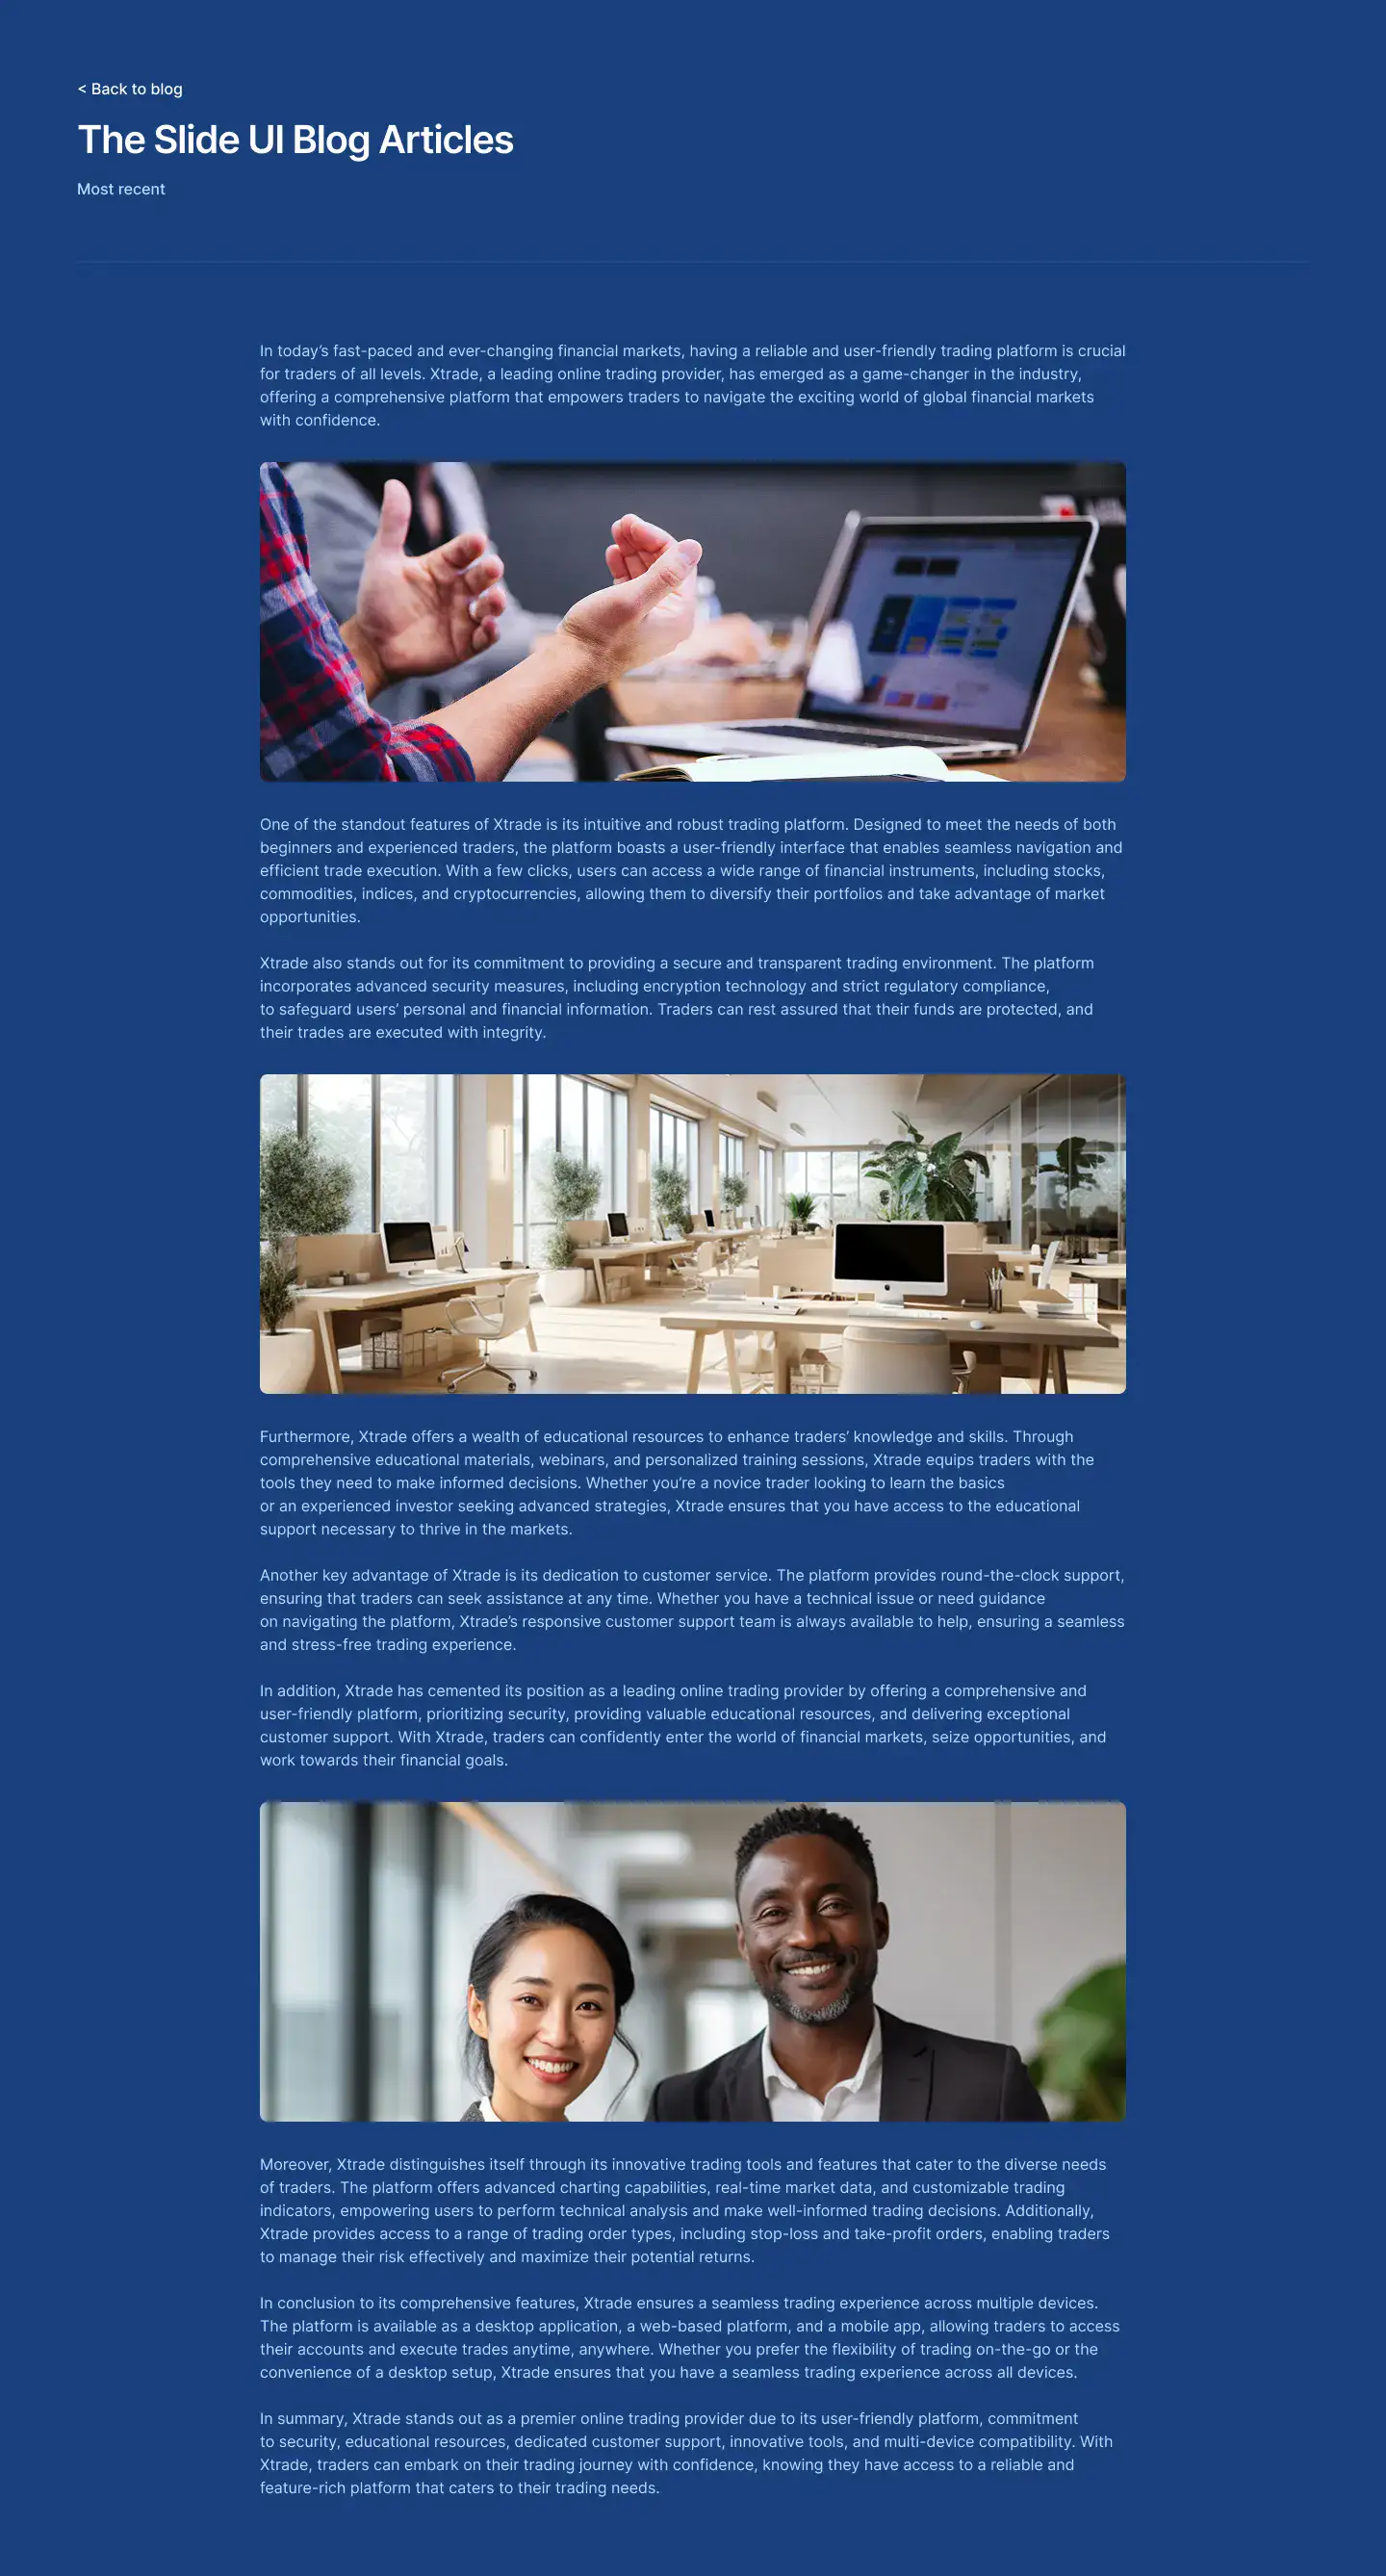 < Back to blog
The Slide UI Blog Articles
Most recent
In today’s fast-paced and ever-changing financial markets, having a reliable and user-friendly trading platform is crucial
for traders of all levels. Xtrade, a leading online trading provider, has emerged as a game-changer in the industry,
offering a comprehensive platform that empowers traders to navigate the exciting world of global financial markets
with confidence.
One of the standout features of Xtrade is its intuitive and robust trading platform. Designed to meet the needs of both
beginners and experienced traders, the platform boasts a user-friendly interface that enables seamless navigation and
efficient trade execution. With a few clicks, users can access a wide range of financial instruments, including stocks,
commodities, indices, and cryptocurrencies, allowing them to diversify their portfolios and take advantage of market
opportunities.
Xtrade also stands out for its commitment to providing a secure and transparent trading environment. The platform
incorporates advanced security measures, including encryption technology and strict regulatory compliance,
to safeguard users’ personal and financial information. Traders can rest assured that their funds are protected, and
their trades are executed with integrity.
Furthermore, Xtrade offers a wealth of educational resources to enhance traders’ knowledge and skills. Through
comprehensive educational materials, webinars, and personalized training sessions, Xtrade equips traders with the
tools they need to make informed decisions. Whether you’re a novice trader looking to learn the basics
or an experienced investor seeking advanced strategies, Xtrade ensures that you have access to the educational
support necessary to thrive in the markets.
Another key advantage of Xtrade is its dedication to customer service. The platform provides round-the-clock support,
ensuring that traders can seek assistance at any time. Whether you have a technical issue or need guidance
on navigating the platform, Xtrade’s responsive customer support team is always available to help, ensuring a seamless
and stress-free trading experience.
In addition, Xtrade has cemented its position as a leading online trading provider by offering a comprehensive and
user-friendly platform, prioritizing security, providing valuable educational resources, and delivering exceptional
customer support. With Xtrade, traders can confidently enter the world of financial markets, seize opportunities, and
work towards their financial goals.
Moreover, Xtrade distinguishes itself through its innovative trading tools and features that cater to the diverse needs
of traders. The platform offers advanced charting capabilities, real-time market data, and customizable trading
indicators, empowering users to perform technical analysis and make well-informed trading decisions. Additionally,
Xtrade provides access to a range of trading order types, including stop-loss and take-profit orders, enabling traders
to manage their risk effectively and maximize their potential returns.
In conclusion to its comprehensive features, Xtrade ensures a seamless trading experience across multiple devices.
The platform is available as a desktop application, a web-based platform, and a mobile app, allowing traders to access
their accounts and execute trades anytime, anywhere. Whether you prefer the flexibility of trading on-the-go or the
convenience of a desktop setup, Xtrade ensures that you have a seamless trading experience across all devices.
In summary, Xtrade stands out as a premier online trading provider due to its user-friendly platform, commitment
to security, educational resources, dedicated customer support, innovative tools, and multi-device compatibility. With
Xtrade, traders can embark on their trading journey with confidence, knowing they have access to a reliable and
feature-rich platform that caters to their trading needs.